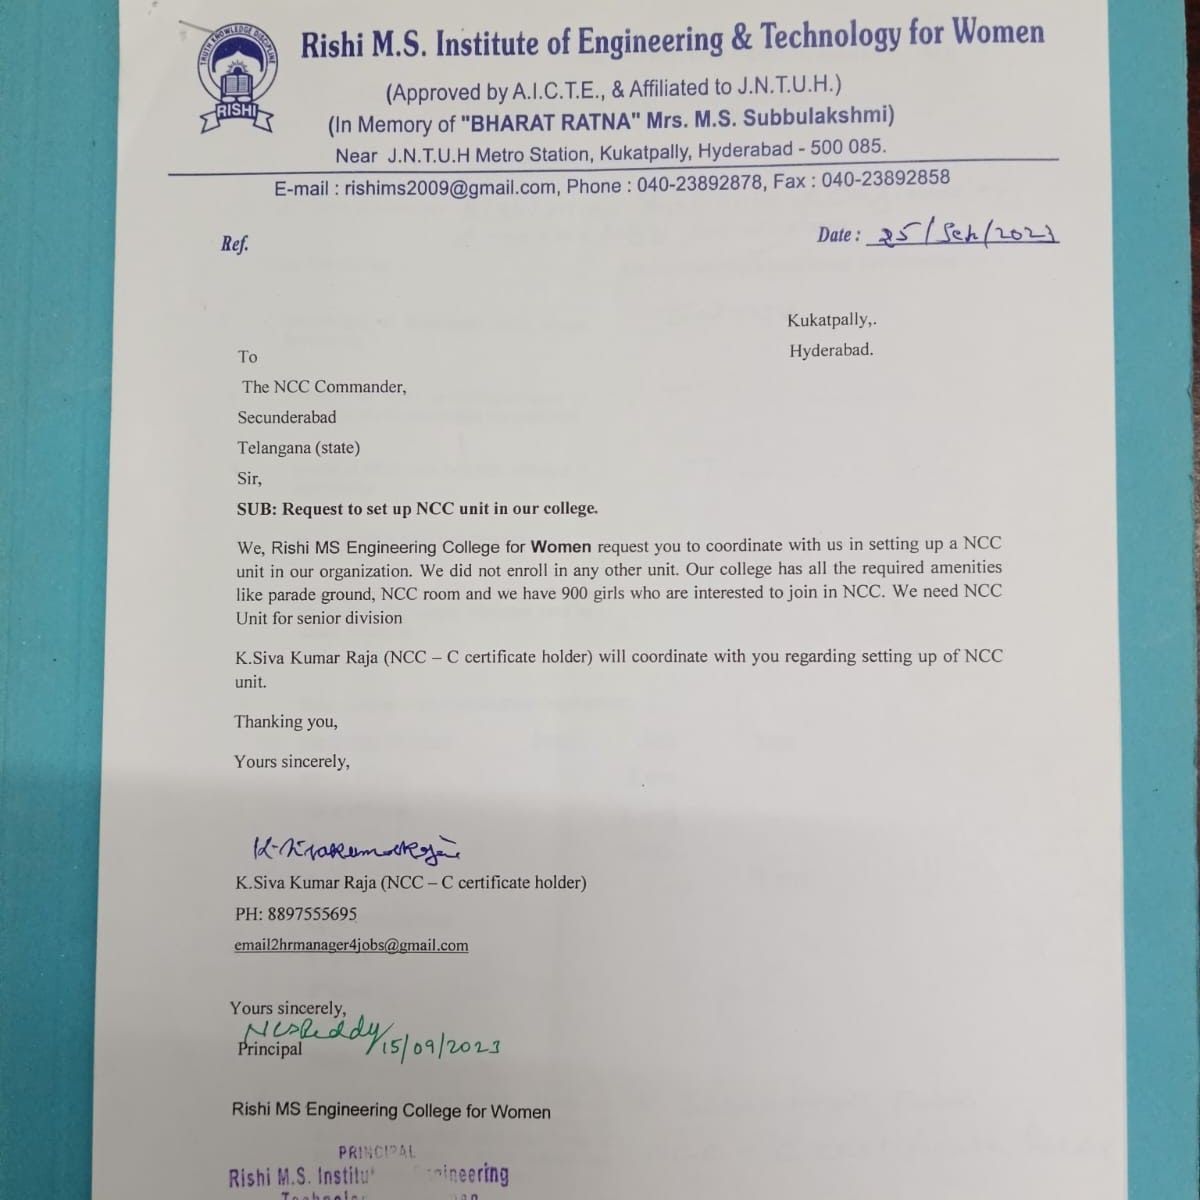 TRUTH KNOWLEDGE DISCIPLINE
RISHI
Rishi M.S. Institute of Engineering & Technology for Women
(Approved by A.I.C.T.E., & Affiliated to J.N.T.U.H.)
(In Memory of "BHARAT RATNA" Mrs. M.S. Subbulakshmi)
Near J.N.T.U.H Metro Station, Kukatpally, Hyderabad - 500 085.
E-mail : rishims2009@gmail.com, Phone : 040-23892878, Fax : 040-23892858
Ref.
Date :
Kukatpally,.
Hyderabad.
To
The NCC Commander,
Secunderabad
Telangana (state)
Sir,
SUB: Request to set up NCC unit in our college.
We, Rishi MS Engineering College for Women request you to coordinate with us in setting up a NCC
unit in our organization. We did not enroll in any other unit. Our college has all the required amenities
like parade ground, NCC room and we have 900 girls who are interested to join in NCC. We need NCC
Unit for senior division
K.Siva Kumar Raja (NCC – C certificate holder) will coordinate with you regarding setting up of NCC
unit.
Thanking you,
Yours sincerely,
K.Siva Kumar Raja (NCC – C certificate holder)
PH: 8897555695
email2hrmanager4jobs@gmail.com
Yours sincerely,
NCSReddy
Principal 15/09/2023
Rishi MS Engineering College for Women
PRINCIPAL
Rishi M.S.